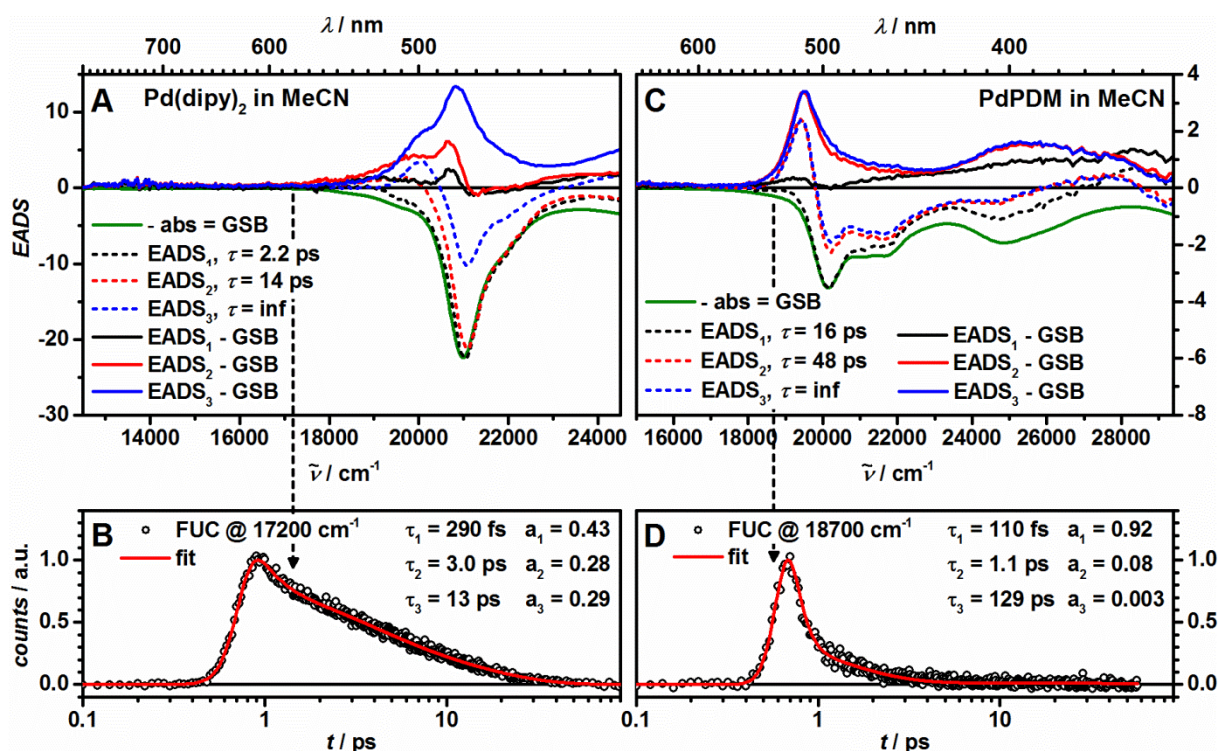 λ / nm
700 600 500
A Pd(dipy)₂ in MeCN
EADS
10
0
-10
-20
-30
- abs = GSB
EADS₁, τ = 2.2 ps
EADS₂, τ = 14 ps
EADS₃, τ = inf
EADS₁ - GSB
EADS₂ - GSB
EADS₃ - GSB
14000 16000 18000 20000 22000 24000
ṽ / cm⁻¹
λ / nm
600 500 400
C PdPDM in MeCN
4
2
0
-2
-4
-6
-8
- abs = GSB
EADS₁, τ = 16 ps
EADS₂, τ = 48 ps
EADS₃, τ = inf
EADS₁ - GSB
EADS₂ - GSB
EADS₃ - GSB
16000 18000 20000 22000 24000 26000 28000
ṽ / cm⁻¹
B FUC @ 17200 cm⁻¹
fit
τ₁ = 290 fs a₁ = 0.43
τ₂ = 3.0 ps a₂ = 0.28
τ₃ = 13 ps a₃ = 0.29
counts / a.u.
1.0
0.5
0.0
0.1 1 10
t / ps
D FUC @ 18700 cm⁻¹
fit
τ₁ = 110 fs a₁ = 0.92
τ₂ = 1.1 ps a₂ = 0.08
τ₃ = 129 ps a₃ = 0.003
1.0
0.5
0.0
0.1 1 10
t / ps